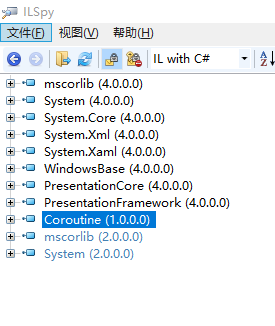 ILSpy
文件(F) 视图(V) 帮助(H)
IL with C#
mscorlib (4.0.0.0)
System (4.0.0.0)
System.Core (4.0.0.0)
System.Xml (4.0.0.0)
System.Xaml (4.0.0.0)
WindowsBase (4.0.0.0)
PresentationCore (4.0.0.0)
PresentationFramework (4.0.0.0)
Coroutine (1.0.0.0)
mscorlib (2.0.0.0)
System (2.0.0.0)